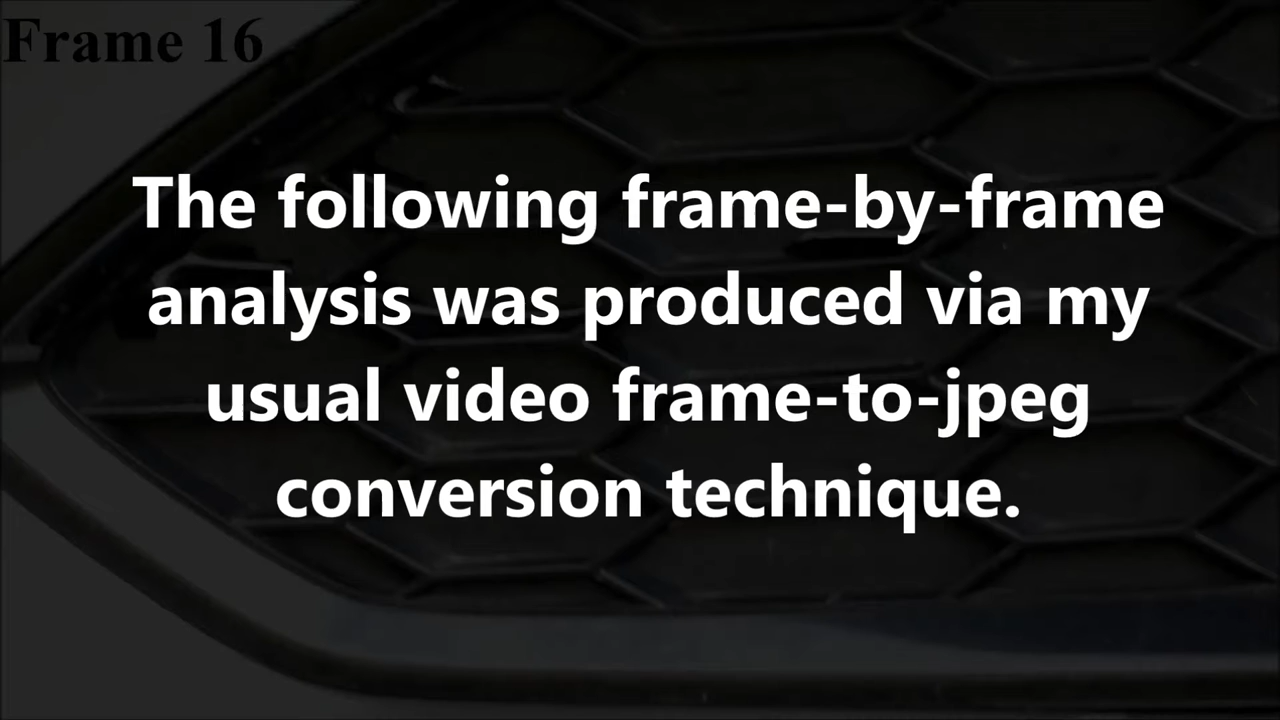 Frame 16
The following frame-by-frame
analysis was produced via my
usual video frame-to-jpeg
conversion technique.